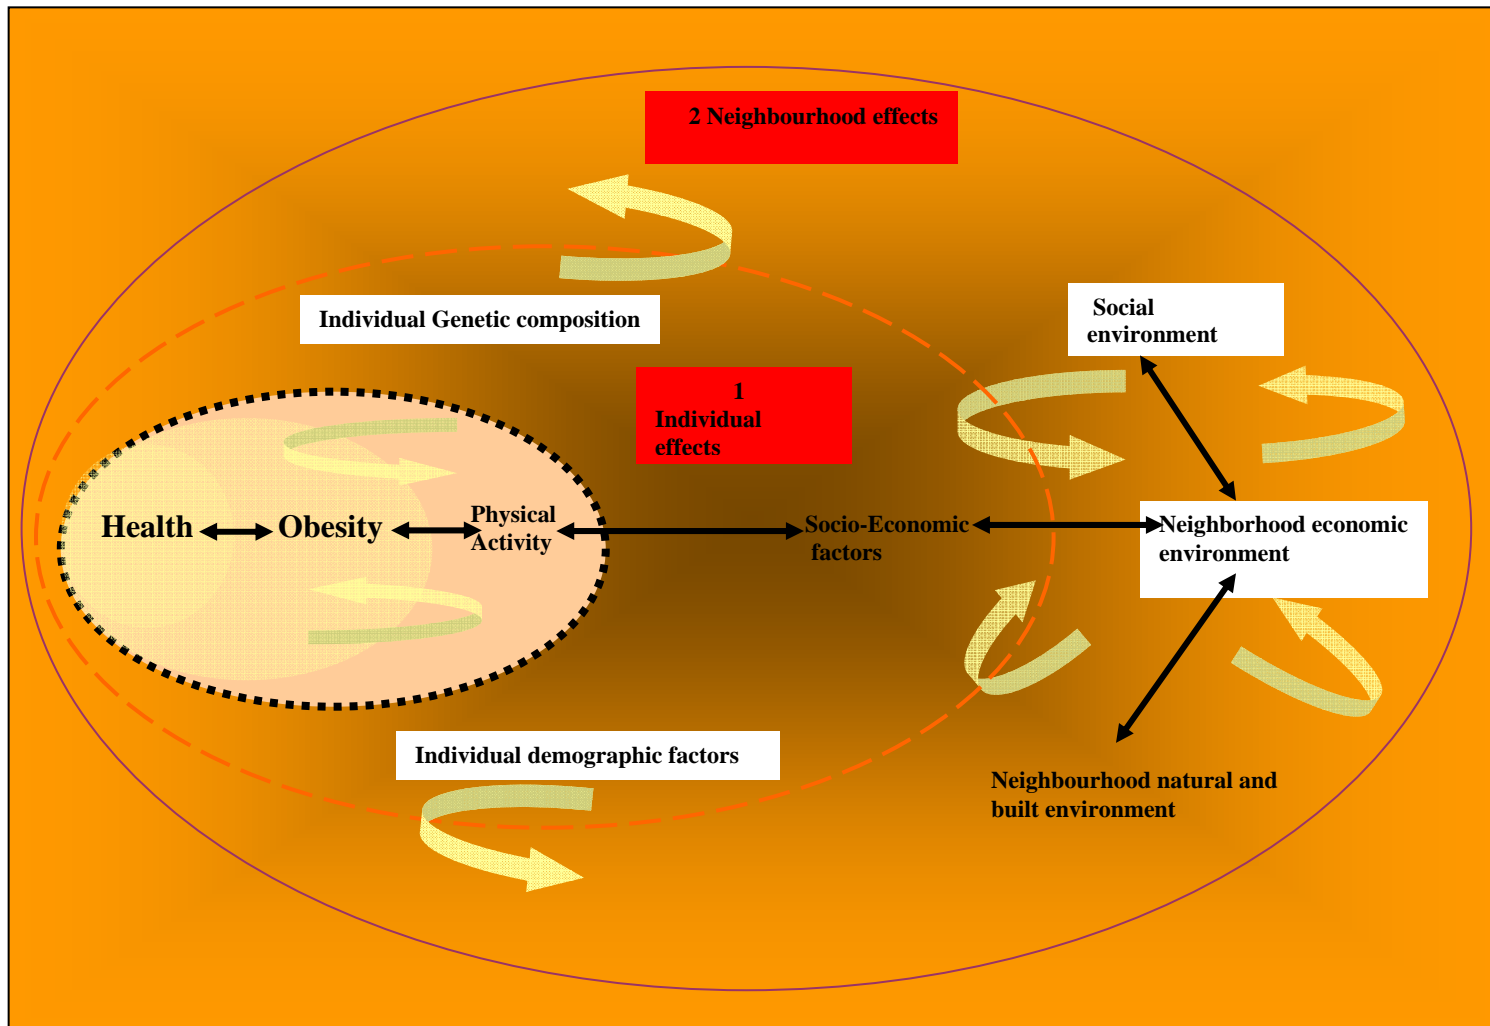 2 Neighbourhood effects
Individual Genetic composition
Social
environment
1
Individual
effects
Health
Obesity
Physical
Activity
Socio-Economic
factors
Neighborhood economic
environment
Individual demographic factors
Neighbourhood natural and
built environment